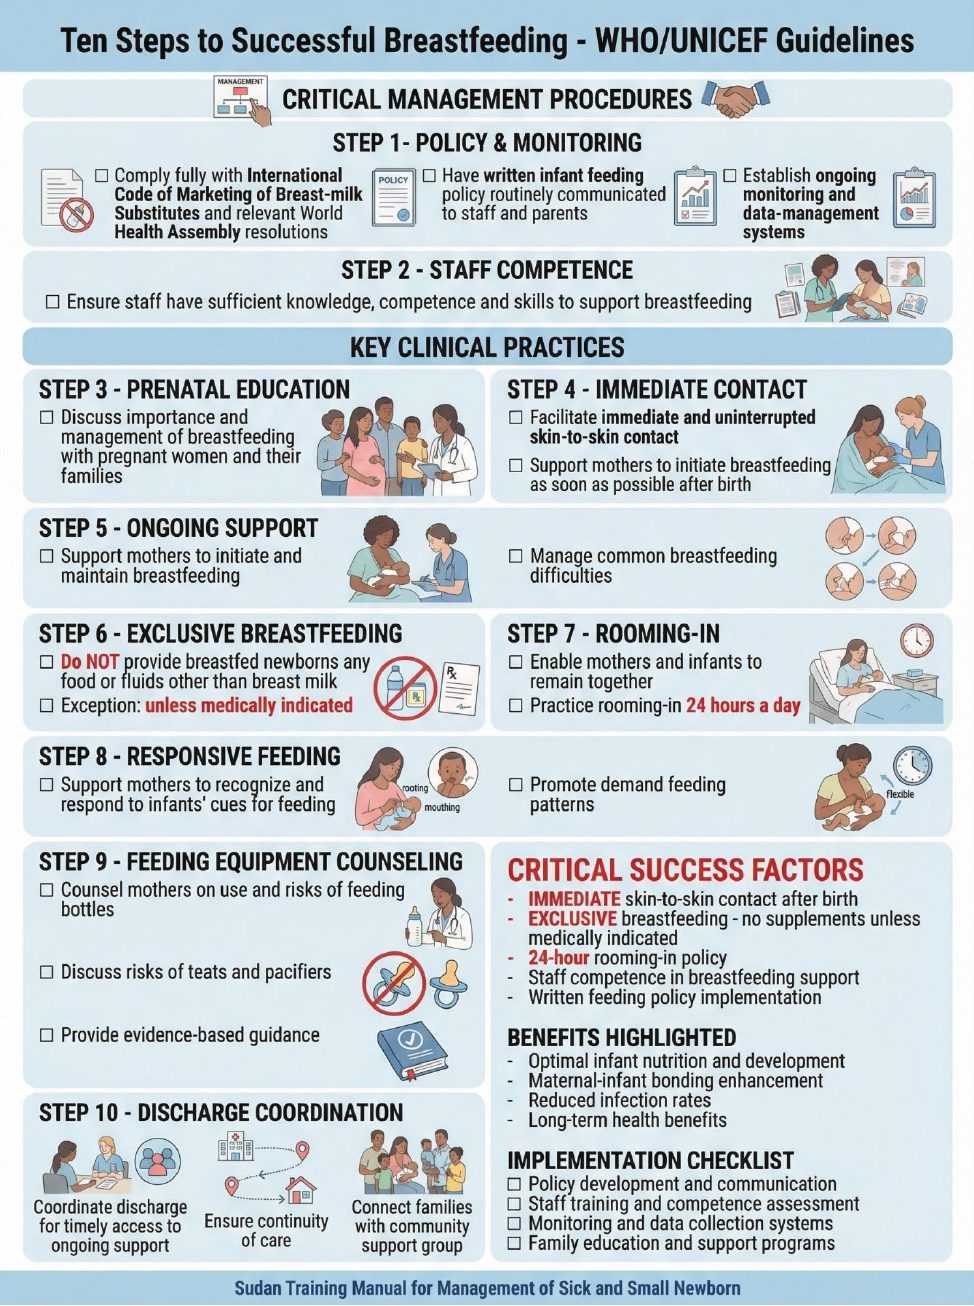 Ten Steps to Successful Breastfeeding - WHO/UNICEF Guidelines
MANAGEMENT
CRITICAL MANAGEMENT PROCEDURES
STEP 1- POLICY & MONITORING
☐ Comply fully with International
Code of Marketing of Breast-milk
Substitutes and relevant World
Health Assembly resolutions
POLICY
☐ Have written infant feeding
policy routinely communicated
to staff and parents
☐ Establish ongoing
monitoring and
data-management
systems
STEP 2 - STAFF COMPETENCE
☐ Ensure staff have sufficient knowledge, competence and skills to support breastfeeding
KEY CLINICAL PRACTICES
STEP 3 - PRENATAL EDUCATION
☐ Discuss importance and
management of breastfeeding
with pregnant women and their
families
STEP 4 - IMMEDIATE CONTACT
☐ Facilitate immediate and uninterrupted
skin-to-skin contact
☐ Support mothers to initiate breastfeeding
as soon as possible after birth
STEP 5 - ONGOING SUPPORT
☐ Support mothers to initiate and
maintain breastfeeding
☐ Manage common breastfeeding
difficulties
STEP 6 - EXCLUSIVE BREASTFEEDING
☐ Do NOT provide breastfed newborns any
food or fluids other than breast milk
☐ Exception: unless medically indicated
Rx
Rx
STEP 7 - ROOMING-IN
☐ Enable mothers and infants to
remain together
☐ Practice rooming-in 24 hours a day
STEP 8 - RESPONSIVE FEEDING
☐ Support mothers to recognize and
respond to infants' cues for feeding
rooting
mouthing
☐ Promote demand feeding
patterns
flexible
STEP 9 - FEEDING EQUIPMENT COUNSELING
☐ Counsel mothers on use and risks of feeding
bottles
☐ Discuss risks of teats and pacifiers
☐ Provide evidence-based guidance
STEP 10 - DISCHARGE COORDINATION
Coordinate discharge
for timely access to
ongoing support
Ensure continuity
of care
Connect families
with community
support group
CRITICAL SUCCESS FACTORS
- IMMEDIATE skin-to-skin contact after birth
- EXCLUSIVE breastfeeding - no supplements unless
medically indicated
- 24-hour rooming-in policy
- Staff competence in breastfeeding support
- Written feeding policy implementation
BENEFITS HIGHLIGHTED
- Optimal infant nutrition and development
- Maternal-infant bonding enhancement
- Reduced infection rates
- Long-term health benefits
IMPLEMENTATION CHECKLIST
☐ Policy development and communication
☐ Staff training and competence assessment
☐ Monitoring and data collection systems
☐ Family education and support programs
Sudan Training Manual for Management of Sick and Small Newborn